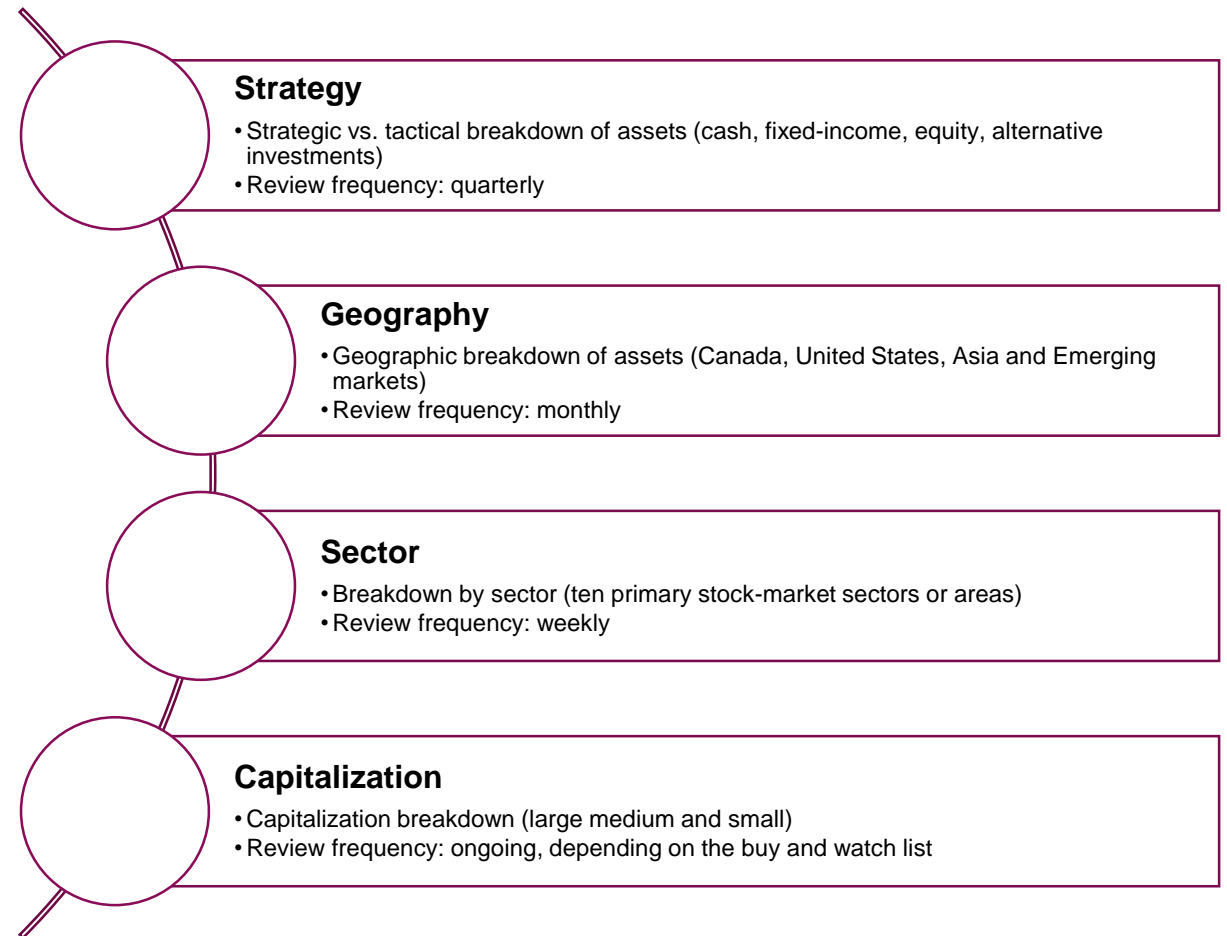 Strategy
• Strategic vs. tactical breakdown of assets (cash, fixed-income, equity, alternative
investments)
• Review frequency: quarterly
Geography
• Geographic breakdown of assets (Canada, United States, Asia and Emerging
markets)
• Review frequency: monthly
Sector
• Breakdown by sector (ten primary stock-market sectors or areas)
• Review frequency: weekly
Capitalization
• Capitalization breakdown (large medium and small)
• Review frequency: ongoing, depending on the buy and watch list